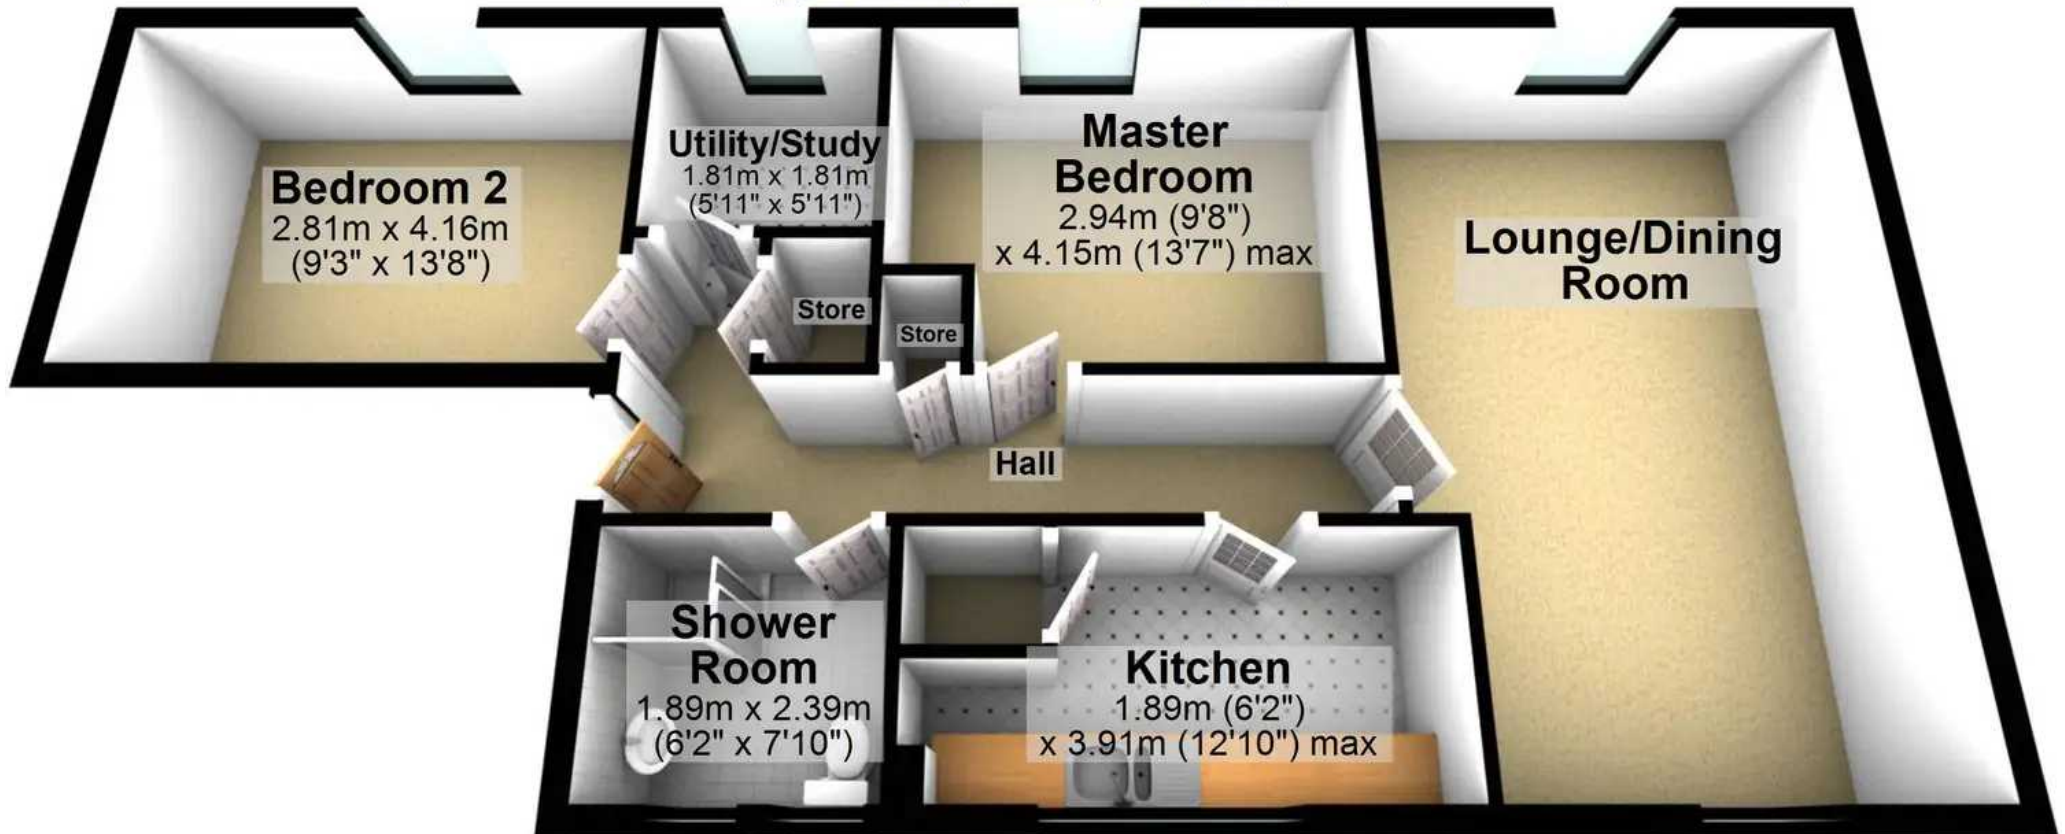 Bedroom 2
2.81m x 4.16m
(9'3" x 13'8")
Utility/Study
1.81m x 1.81m
(5'11" x 5'11")
Store
Store
Master
Bedroom
2.94m (9'8")
x 4.15m (13'7") max
Lounge/Dining
Room
Hall
Shower
Room
1.89m x 2.39m
(6'2" x 7'10")
Kitchen
1.89m (6'2")
x 3.91m (12'10") max